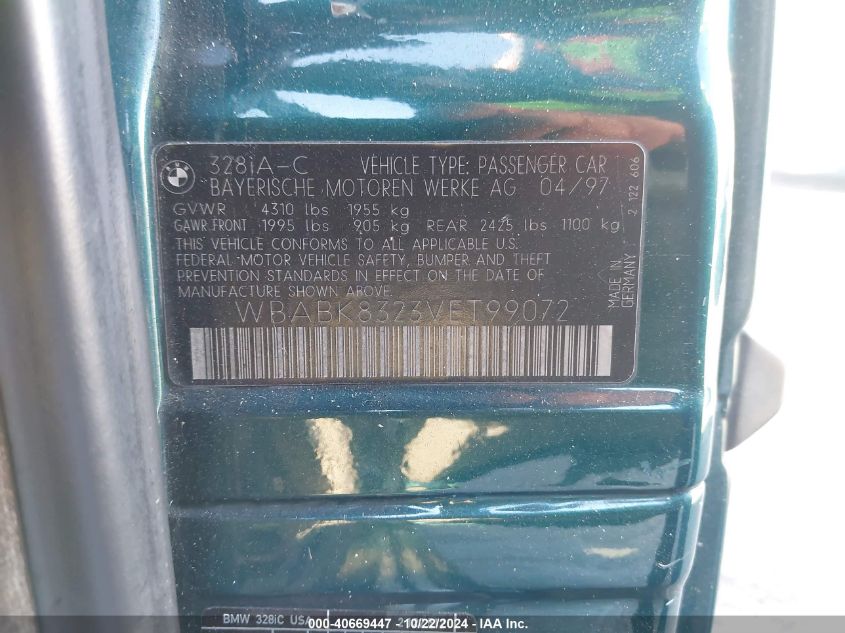 328iA-C VEHICLE TYPE: PASSENGER CAR
BAYERISCHE MOTOREN WERKE AG 04/97
GVWR 4310 lbs 1955 kg
GAWR FRONT 1995 lbs 905 kg REAR 2425 lbs 1100 kg
THIS VEHICLE CONFORMS TO ALL APPLICABLE U.S.
FEDERAL MOTOR VEHICLE SAFETY, BUMPER AND THEFT
PREVENTION STANDARDS IN EFFECT ON THE DATE OF
MANUFACTURE SHOWN ABOVE.
WBABK8323VET99072
2 122 606
MADE IN
GERMANY
BMW 328iC USA
000-40669447 - 10/22/2024 - IAA Inc.